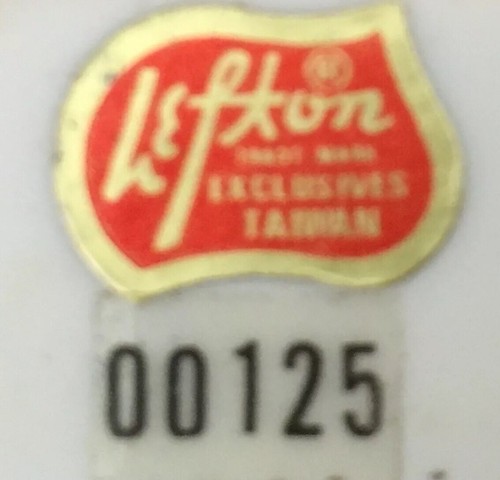 Lefton ®
TRADE MARK
EXCLUSIVES
TAIWAN
00125